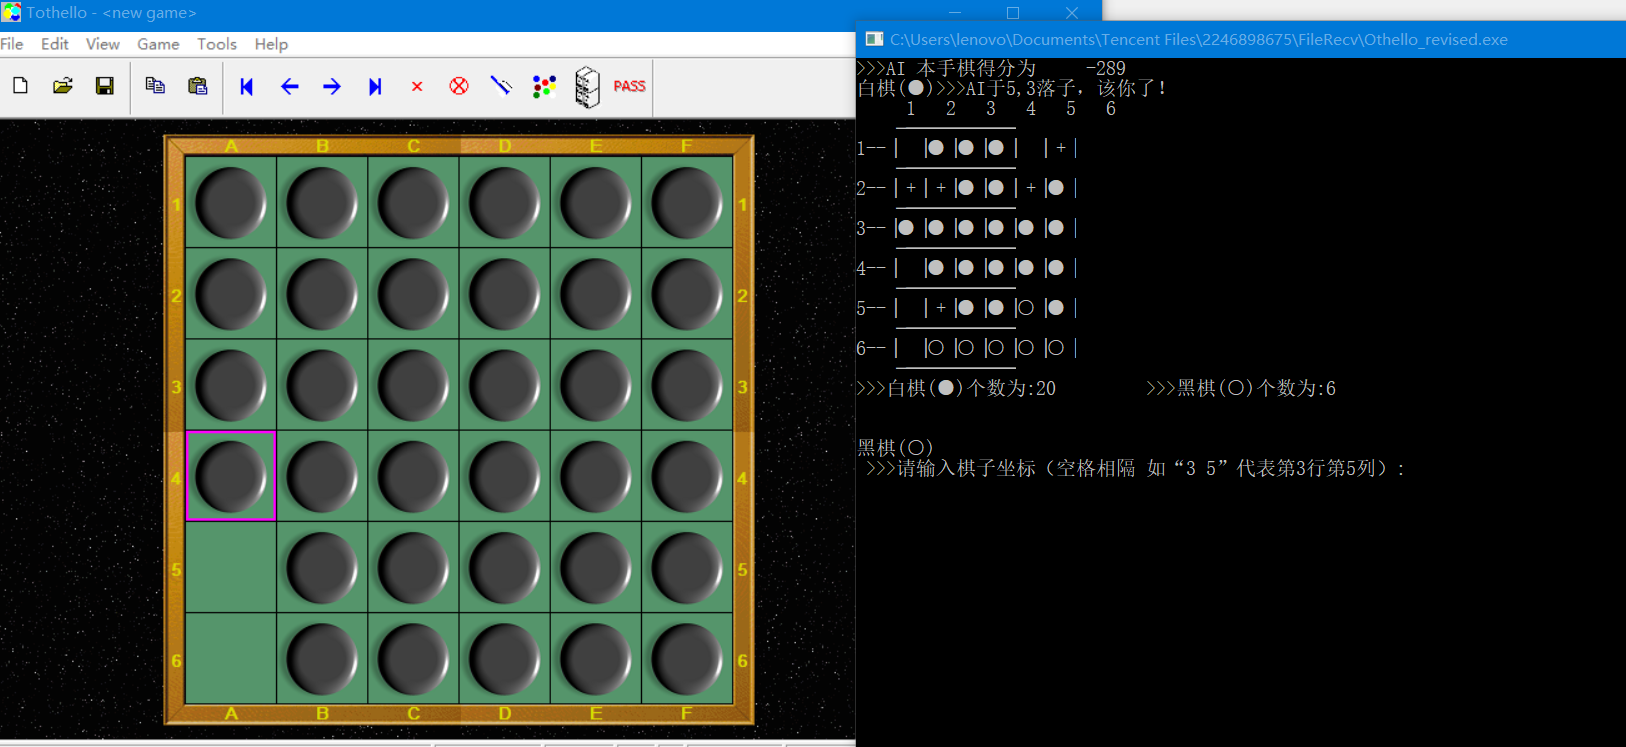 Tothello - <new game>
File Edit View Game Tools Help
PASS
A B C D E F
1 1
2 2
3 3
4 4
5 5
6 6
A B C D E F
C:\Users\lenovo\Documents\Tencent Files\2246898675\FileRecv\Othello_revised.exe
>>>AI 本手棋得分为 -289
白棋(●)>>>AI于5,3落子，该你了!
1 2 3 4 5 6
1-- | |●|●|●| |+|
2-- |+|+|●|●|+|●|
3-- |●|●|●|●|●|●|
4-- | |●|●|●|●|●|
5-- | |+|●|●|○|●|
6-- | |○|○|○|○|○|
>>>白棋(●)个数为:20 >>>黑棋(○)个数为:6
黑棋(○)
>>>请输入棋子坐标（空格相隔 如“3 5”代表第3行第5列）: